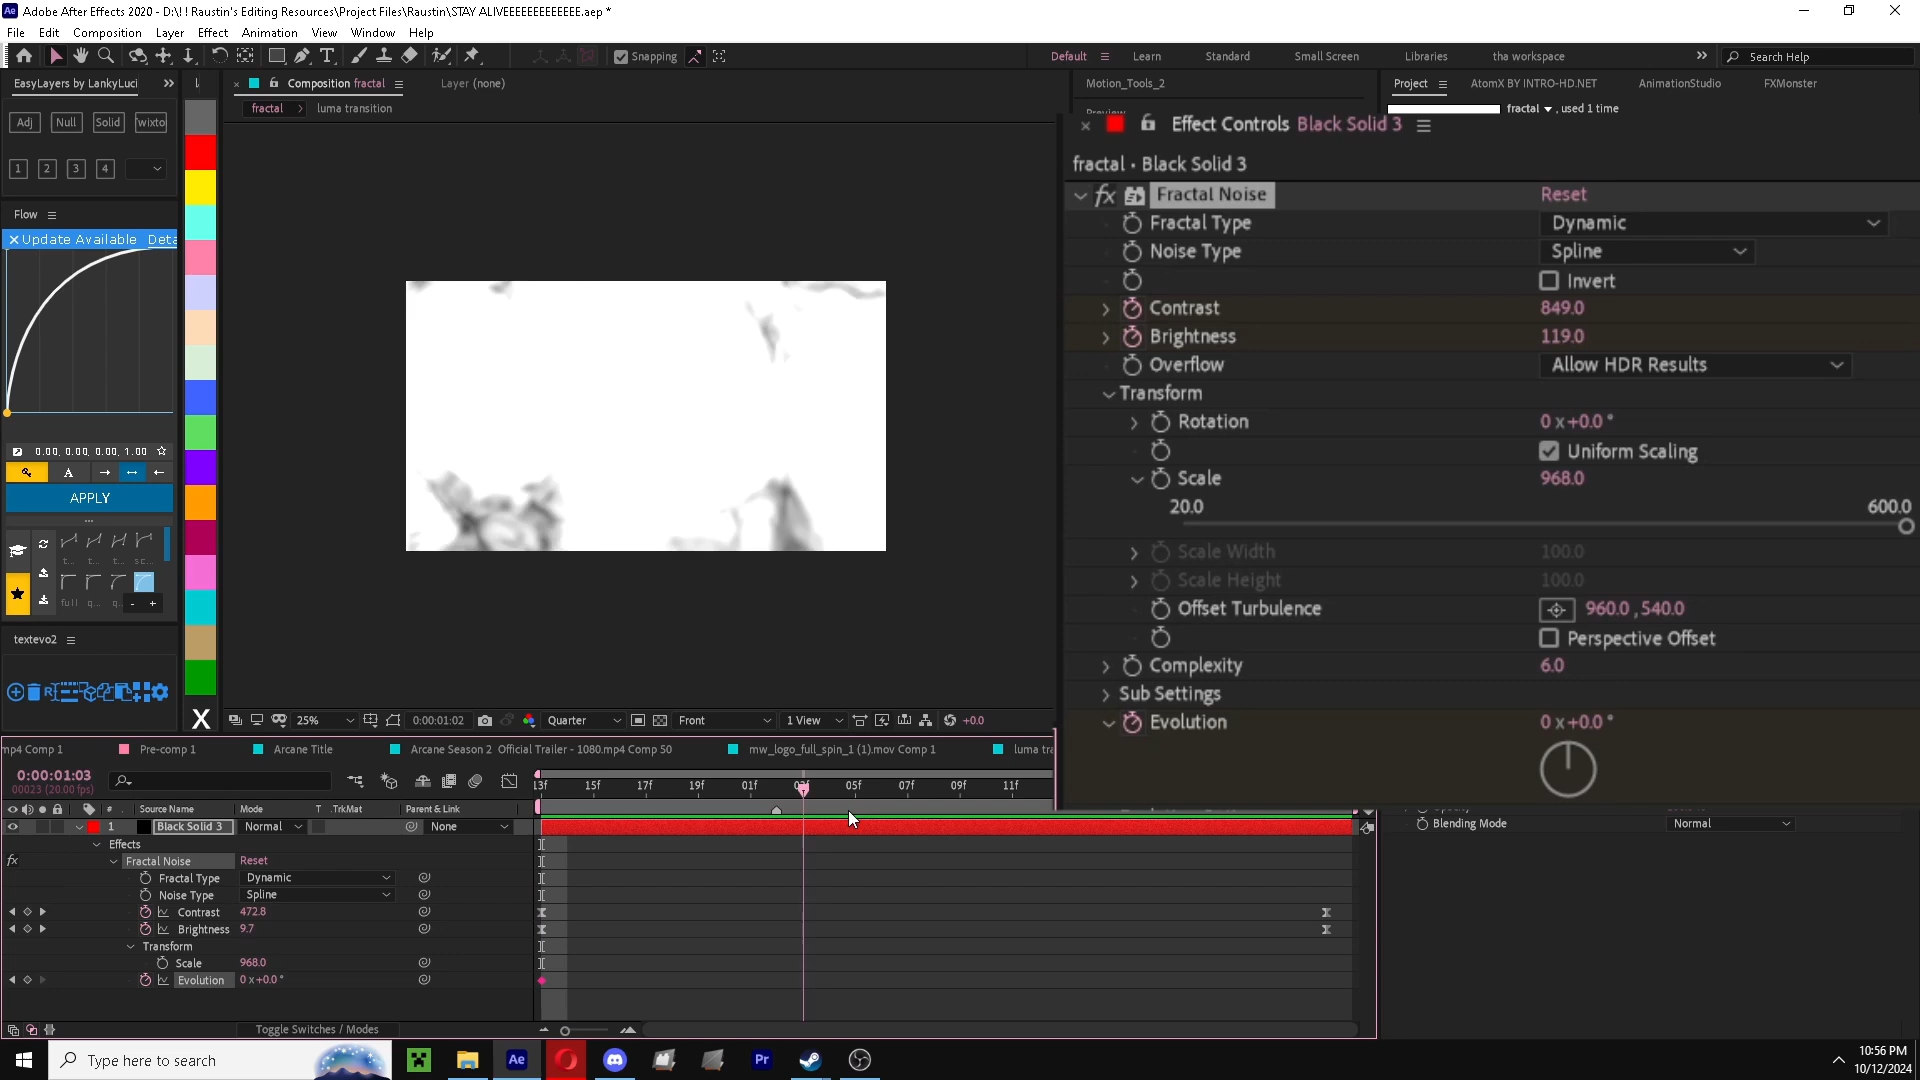 Adobe After Effects 2020 - D:\! ! Raustin's Editing Resources\Project Files\Raustin\STAY ALIVEEEEEEEEEEEEE.aep *
File Edit Composition Layer Effect Animation View Window Help
Snapping
Default Learn Standard Small Screen Libraries tha workspace Search Help
EasyLayers by LankyLuci
Composition fractal
Layer (none)
Motion_Tools_2
Project
AtomX BY INTRO-HD.NET
AnimationStudio
FXMonster
fractal
luma transition
fractal , used 1 time
Adj Null Solid
1 2 3 4
Flow
Update Available
0.00, 0.00, 0.00, 1.00
A
APPLY
textevo2
X
Effect Controls Black Solid 3
fractal • Black Solid 3
fx Fractal Noise Reset
Fractal Type Dynamic
Noise Type Spline
Invert
Contrast 849.0
Brightness 119.0
Overflow Allow HDR Results
Transform
Rotation 0 x +0.0 °
Uniform Scaling
Scale 968.0
20.0 600.0
Scale Width 100.0
Scale Height 100.0
Offset Turbulence 960.0 , 540.0
Perspective Offset
Complexity 6.0
Sub Settings
Evolution 0 x +0.0 °
25% 0:00:01:02 Quarter Front 1 View +0.0
mp4 Comp 1
Pre-comp 1
Arcane Title
Arcane Season 2 Official Trailer - 1080.mp4 Comp 50
mw_logo_full_spin_1 (1).mov Comp 1
luma tra
0:00:01:03
00023 (20.00 fps)
13f 15f 17f 19f 01f 03f 05f 07f 09f 11f
# Source Name Mode T .TrkMat Parent & Link
1 Black Solid 3 Normal None
Effects
fx Fractal Noise Reset
Fractal Type Dynamic
Noise Type Spline
Contrast 472.8
Brightness 9.7
Transform
Scale 968.0
Evolution 0 x +0.0 °
Toggle Switches / Modes
Blending Mode Normal
Type here to search
10:56 PM
10/12/2024